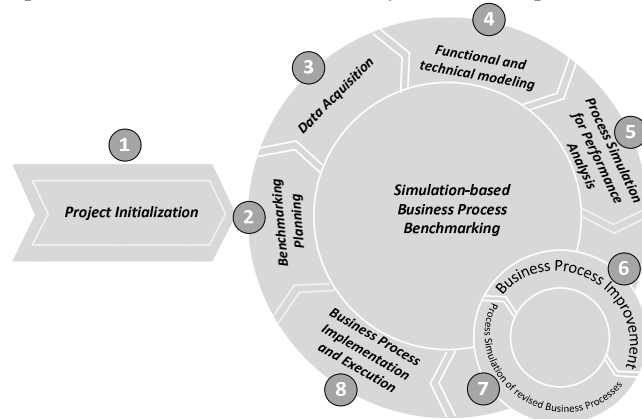 1
Project Initialization
2
Benchmarking
Planning
3
Data Acquisition
4
Functional and
technical modeling
5
Process Simulation
for Performance
Analysis
Simulation-based
Business Process
Benchmarking
6
Business Process Improvement
7
Process Simulation of revised Business Processes
8
Business Process
Implementation
and Execution